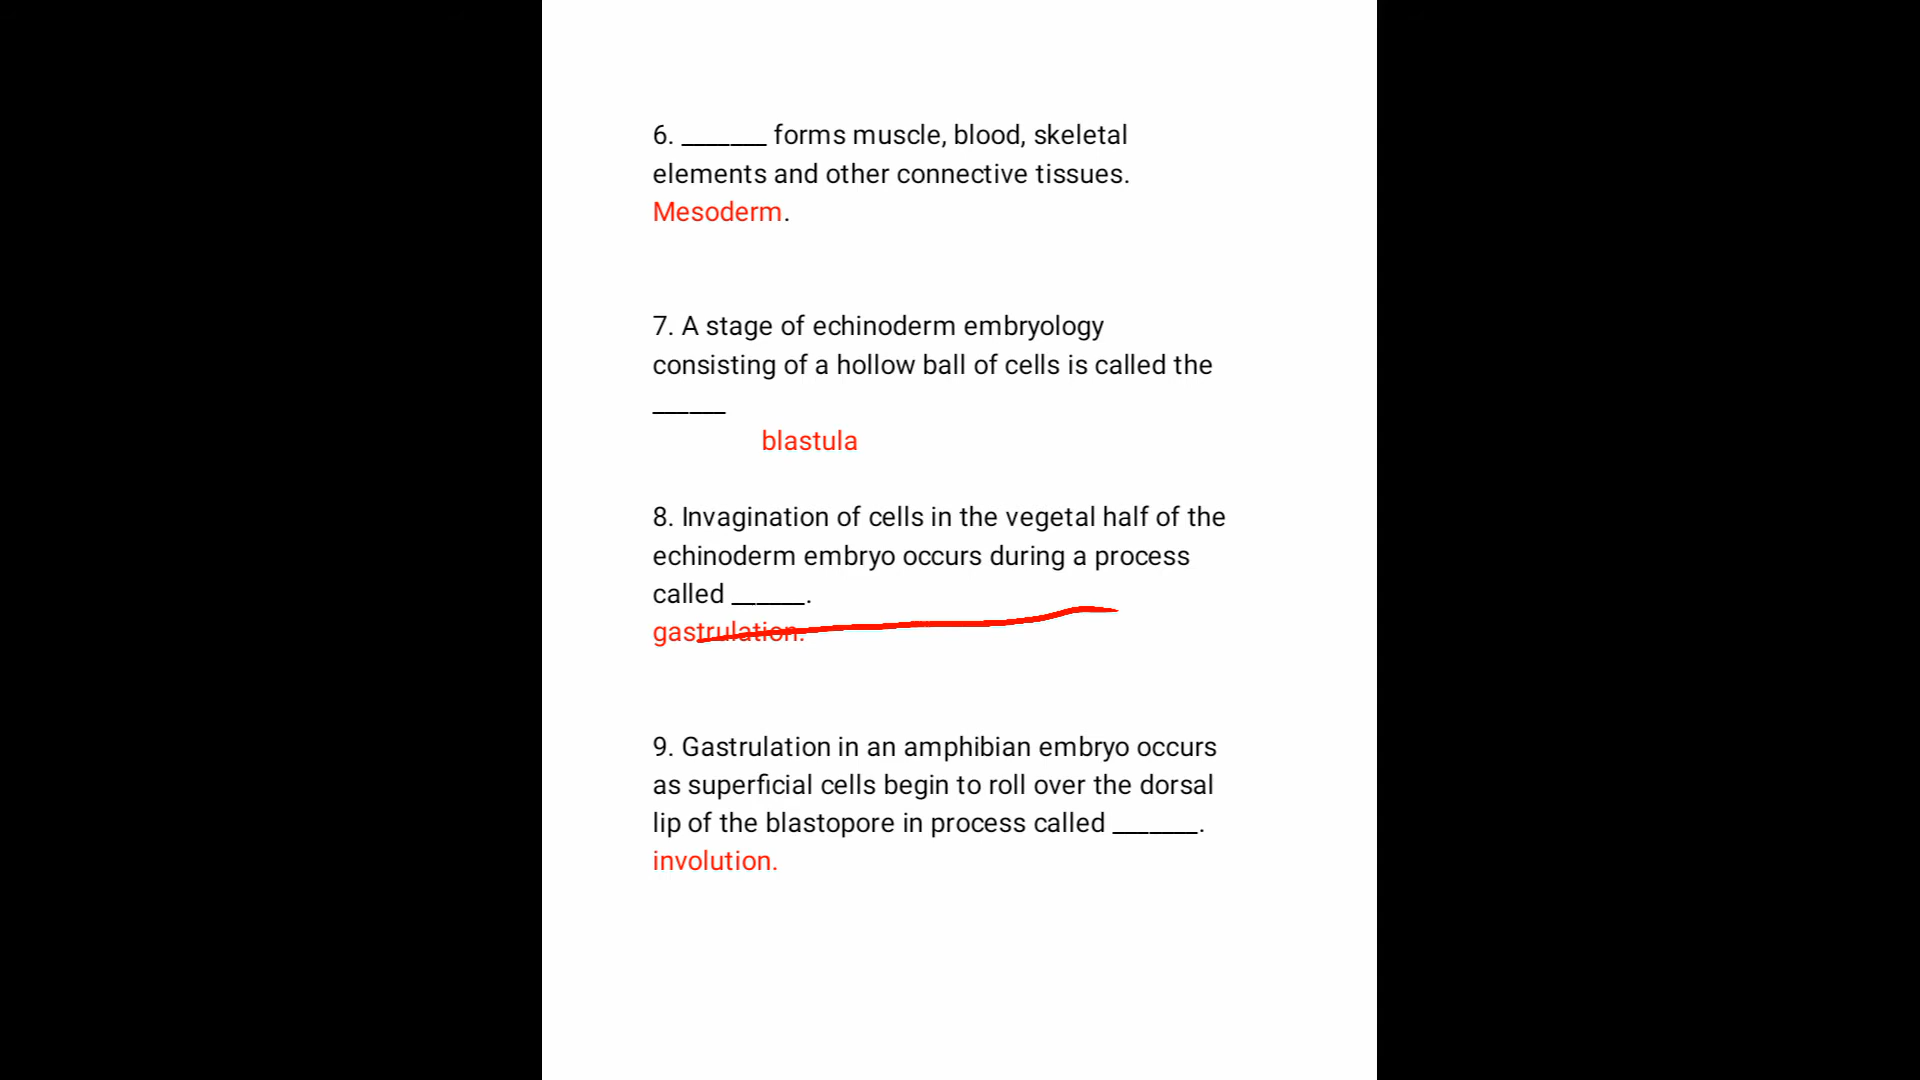 6. _______ forms muscle, blood, skeletal
elements and other connective tissues.
Mesoderm.
7. A stage of echinoderm embryology
consisting of a hollow ball of cells is called the
______
blastula
8. Invagination of cells in the vegetal half of the
echinoderm embryo occurs during a process
called ______.
gastrulation.
9. Gastrulation in an amphibian embryo occurs
as superficial cells begin to roll over the dorsal
lip of the blastopore in process called _______.
involution.